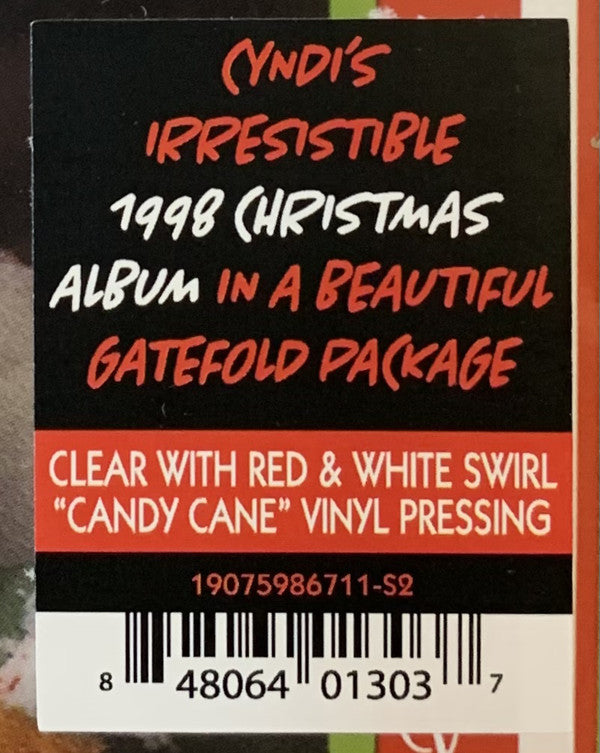 CYNDI'S
IRRESISTIBLE
1998 CHRISTMAS
ALBUM IN A BEAUTIFUL
GATEFOLD PACKAGE
CLEAR WITH RED & WHITE SWIRL
"CANDY CANE" VINYL PRESSING
19075986711-S2
8 48064 01303 7